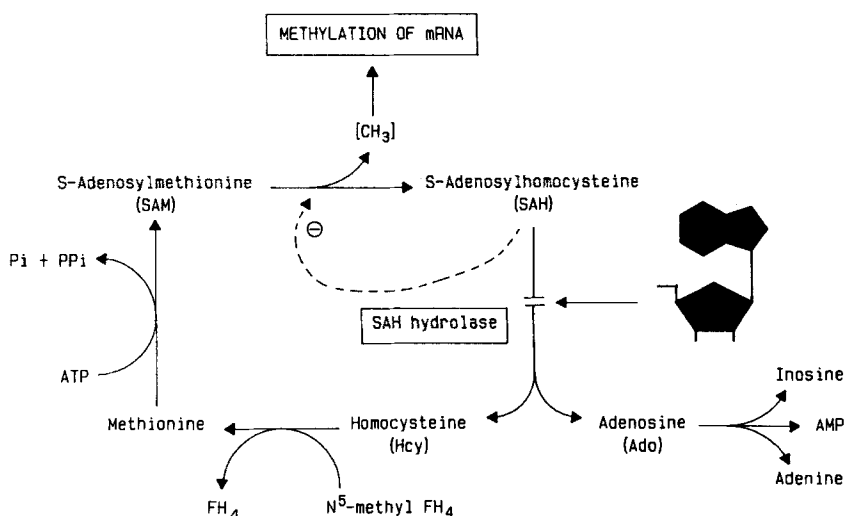 METHYLATION OF mRNA
[CH₃]
S-Adenosylmethionine
(SAM)
S-Adenosylhomocysteine
(SAH)
⊖
Pi + PPi
SAH hydrolase
ATP
Inosine
Methionine
Homocysteine
(Hcy)
Adenosine
(Ado)
AMP
Adenine
FH₄
N⁵-methyl FH₄